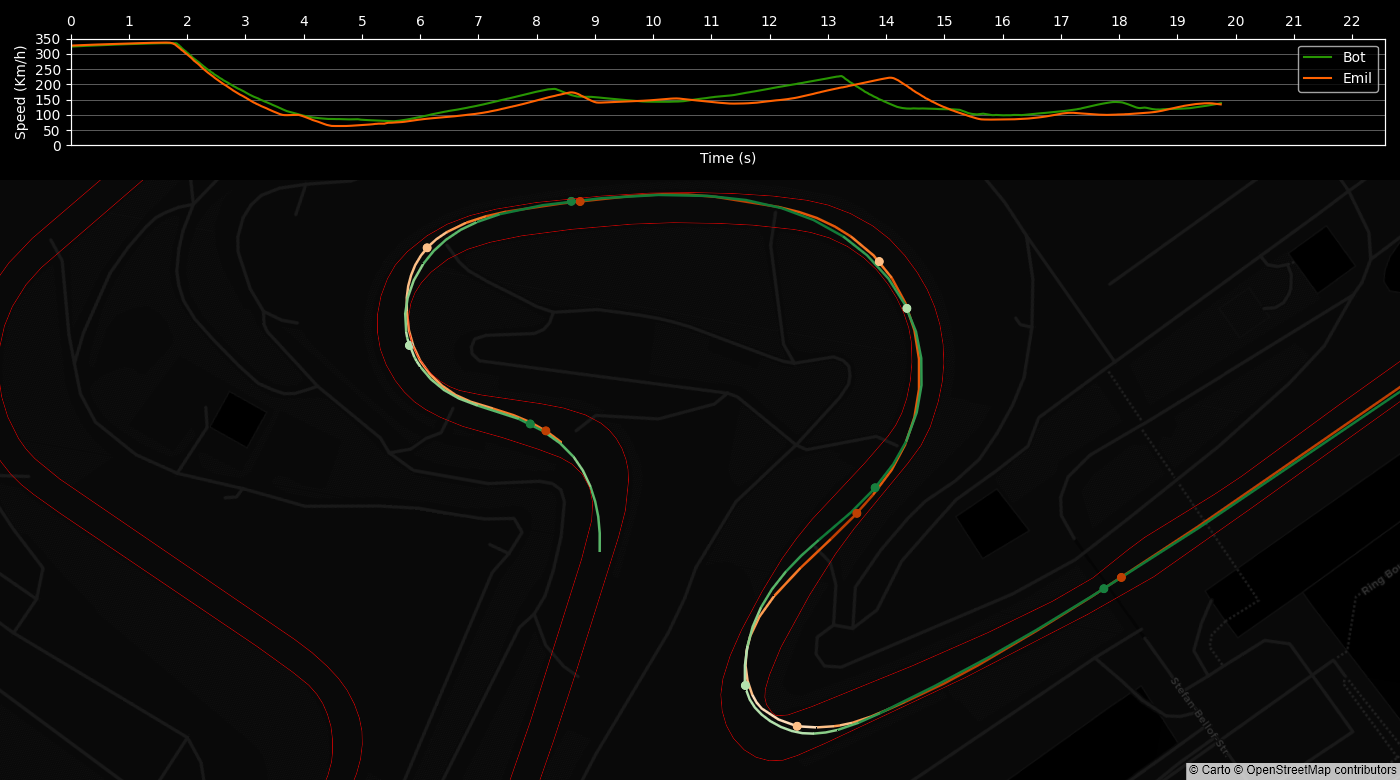 0 1 2 3 4 5 6 7 8 9 10 11 12 13 14 15 16 17 18 19 20 21 22
350
300
250
200
150
100
50
0
Speed (Km/h)
Bot
Emil
Time (s)
Ring Bo
Stefan-Bellof-Str
© Carto © OpenStreetMap contributors